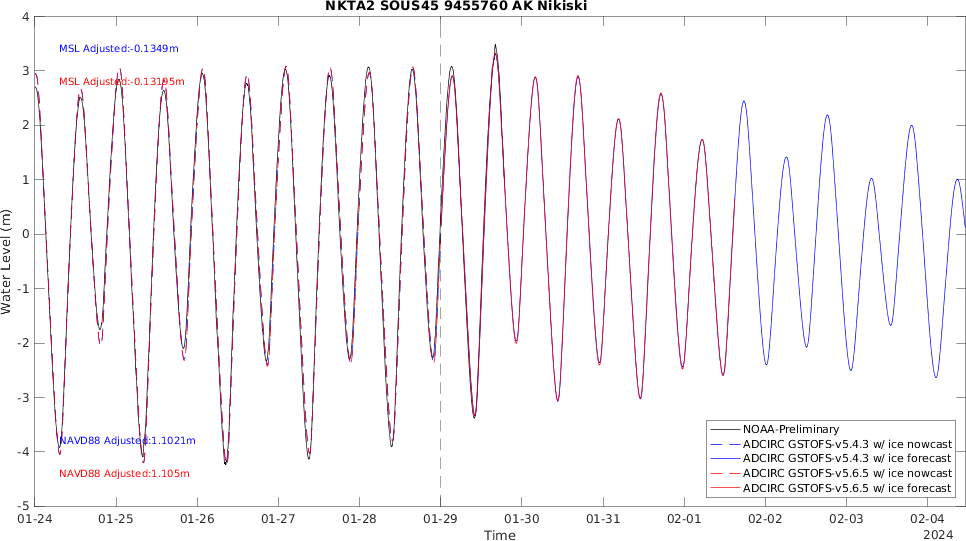 NKTA2 SOUS45 9455760 AK Nikiski
MSL Adjusted:-0.1349m
MSL Adjusted:-0.13195m
NAVD88 Adjusted:1.1021m
NAVD88 Adjusted:1.105m
Water Level (m)
4
3
2
1
0
-1
-2
-3
-4
-5
NOAA-Preliminary
ADCIRC GSTOFS-v5.4.3 w/ ice nowcast
ADCIRC GSTOFS-v5.4.3 w/ ice forecast
ADCIRC GSTOFS-v5.6.5 w/ ice nowcast
ADCIRC GSTOFS-v5.6.5 w/ ice forecast
01-24 01-25 01-26 01-27 01-28 01-29 01-30 01-31 02-01 02-02 02-03 02-04
2024
Time